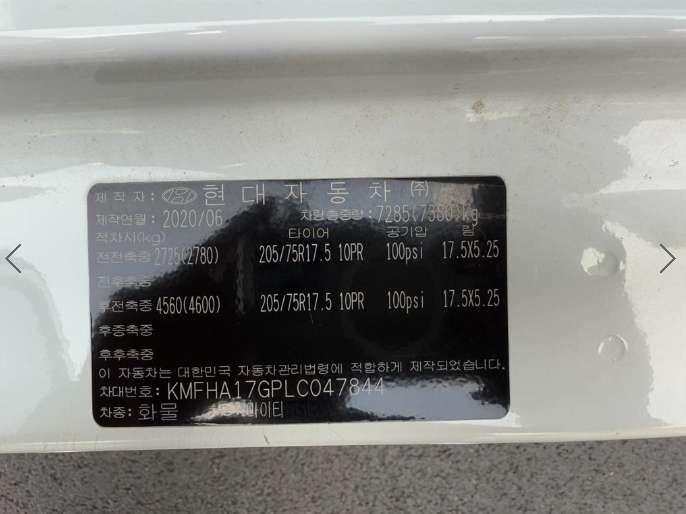 제작자: HYUNDAI 현대자동차 (주)
제작연월: 2020/06 차량총중량: 7285(7380)kg
적차시(kg) 타이어 공기압 림
전전축중 2725(2780) 205/75R17.5 10PR 100psi 17.5X5.25
전후축중
후전축중 4560(4600) 205/75R17.5 10PR 100psi 17.5X5.25
후중축중
후후축중
이 자동차는 대한민국 자동차관리법령에 적합하게 제작되었습니다.
차대번호: KMFHA17GPLC047844
차종: 화물 마이티